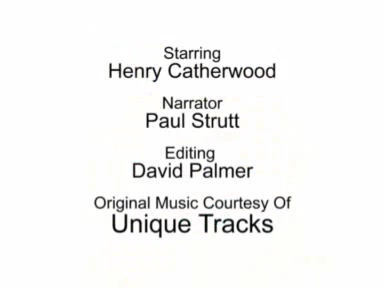 Starring
Henry Catherwood
Narrator
Paul Strutt
Editing
David Palmer
Original Music Courtesy Of
Unique Tracks